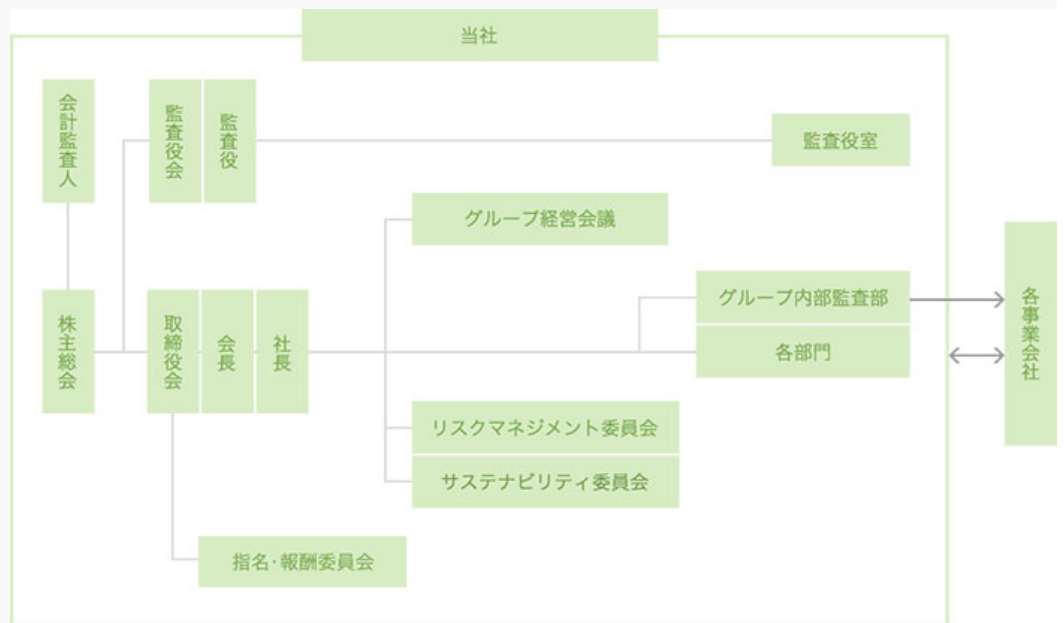 当社
会計監査人
監査役会
監査役
監査役室
グループ経営会議
株主総会
取締役会
会長
社長
グループ内部監査部
各部門
各事業会社
リスクマネジメント委員会
サステナビリティ委員会
指名・報酬委員会